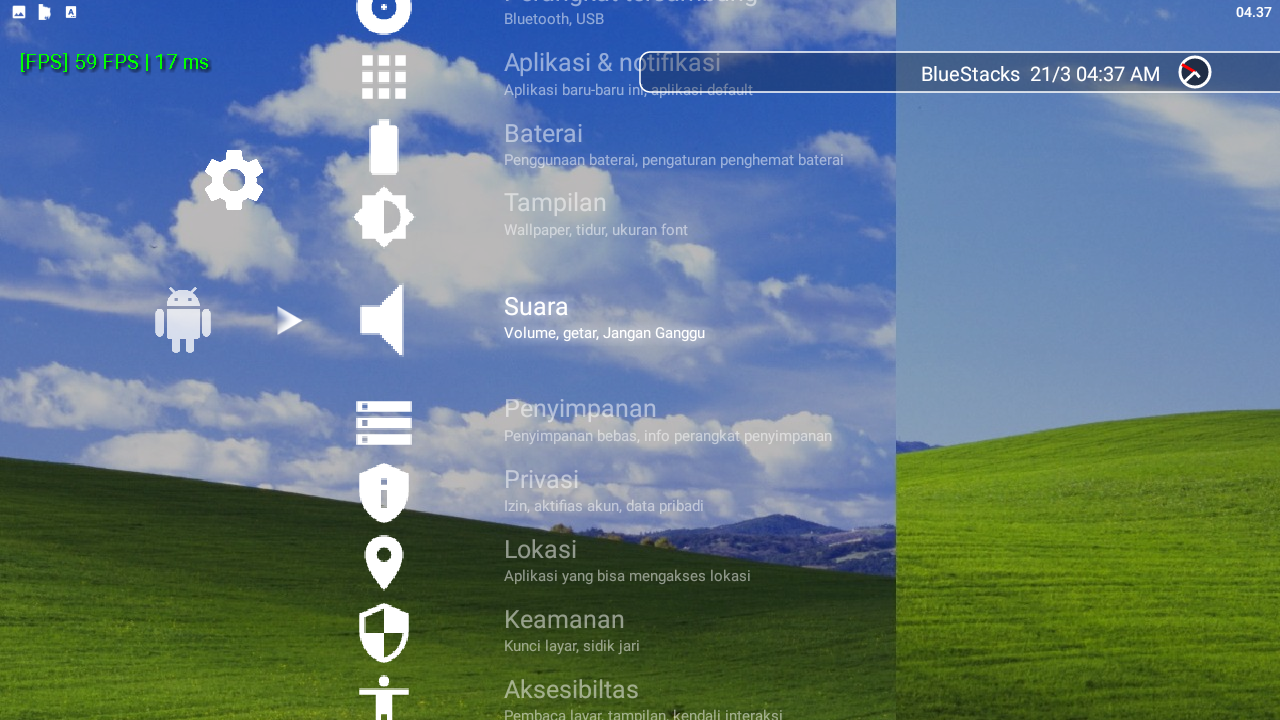 04.37
Perangkat tersambung
Bluetooth, USB
[FPS] 59 FPS | 17 ms
Aplikasi & notifikasi
Aplikasi baru-baru ini, aplikasi default
BlueStacks 21/3 04:37 AM
Baterai
Penggunaan baterai, pengaturan penghemat baterai
Tampilan
Wallpaper, tidur, ukuran font
Suara
Volume, getar, Jangan Ganggu
Penyimpanan
Penyimpanan bebas, info perangkat penyimpanan
Privasi
Izin, aktifias akun, data pribadi
Lokasi
Aplikasi yang bisa mengakses lokasi
Keamanan
Kunci layar, sidik jari
Aksesibiltas
Pembaca layar, tampilan, kendali interaksi